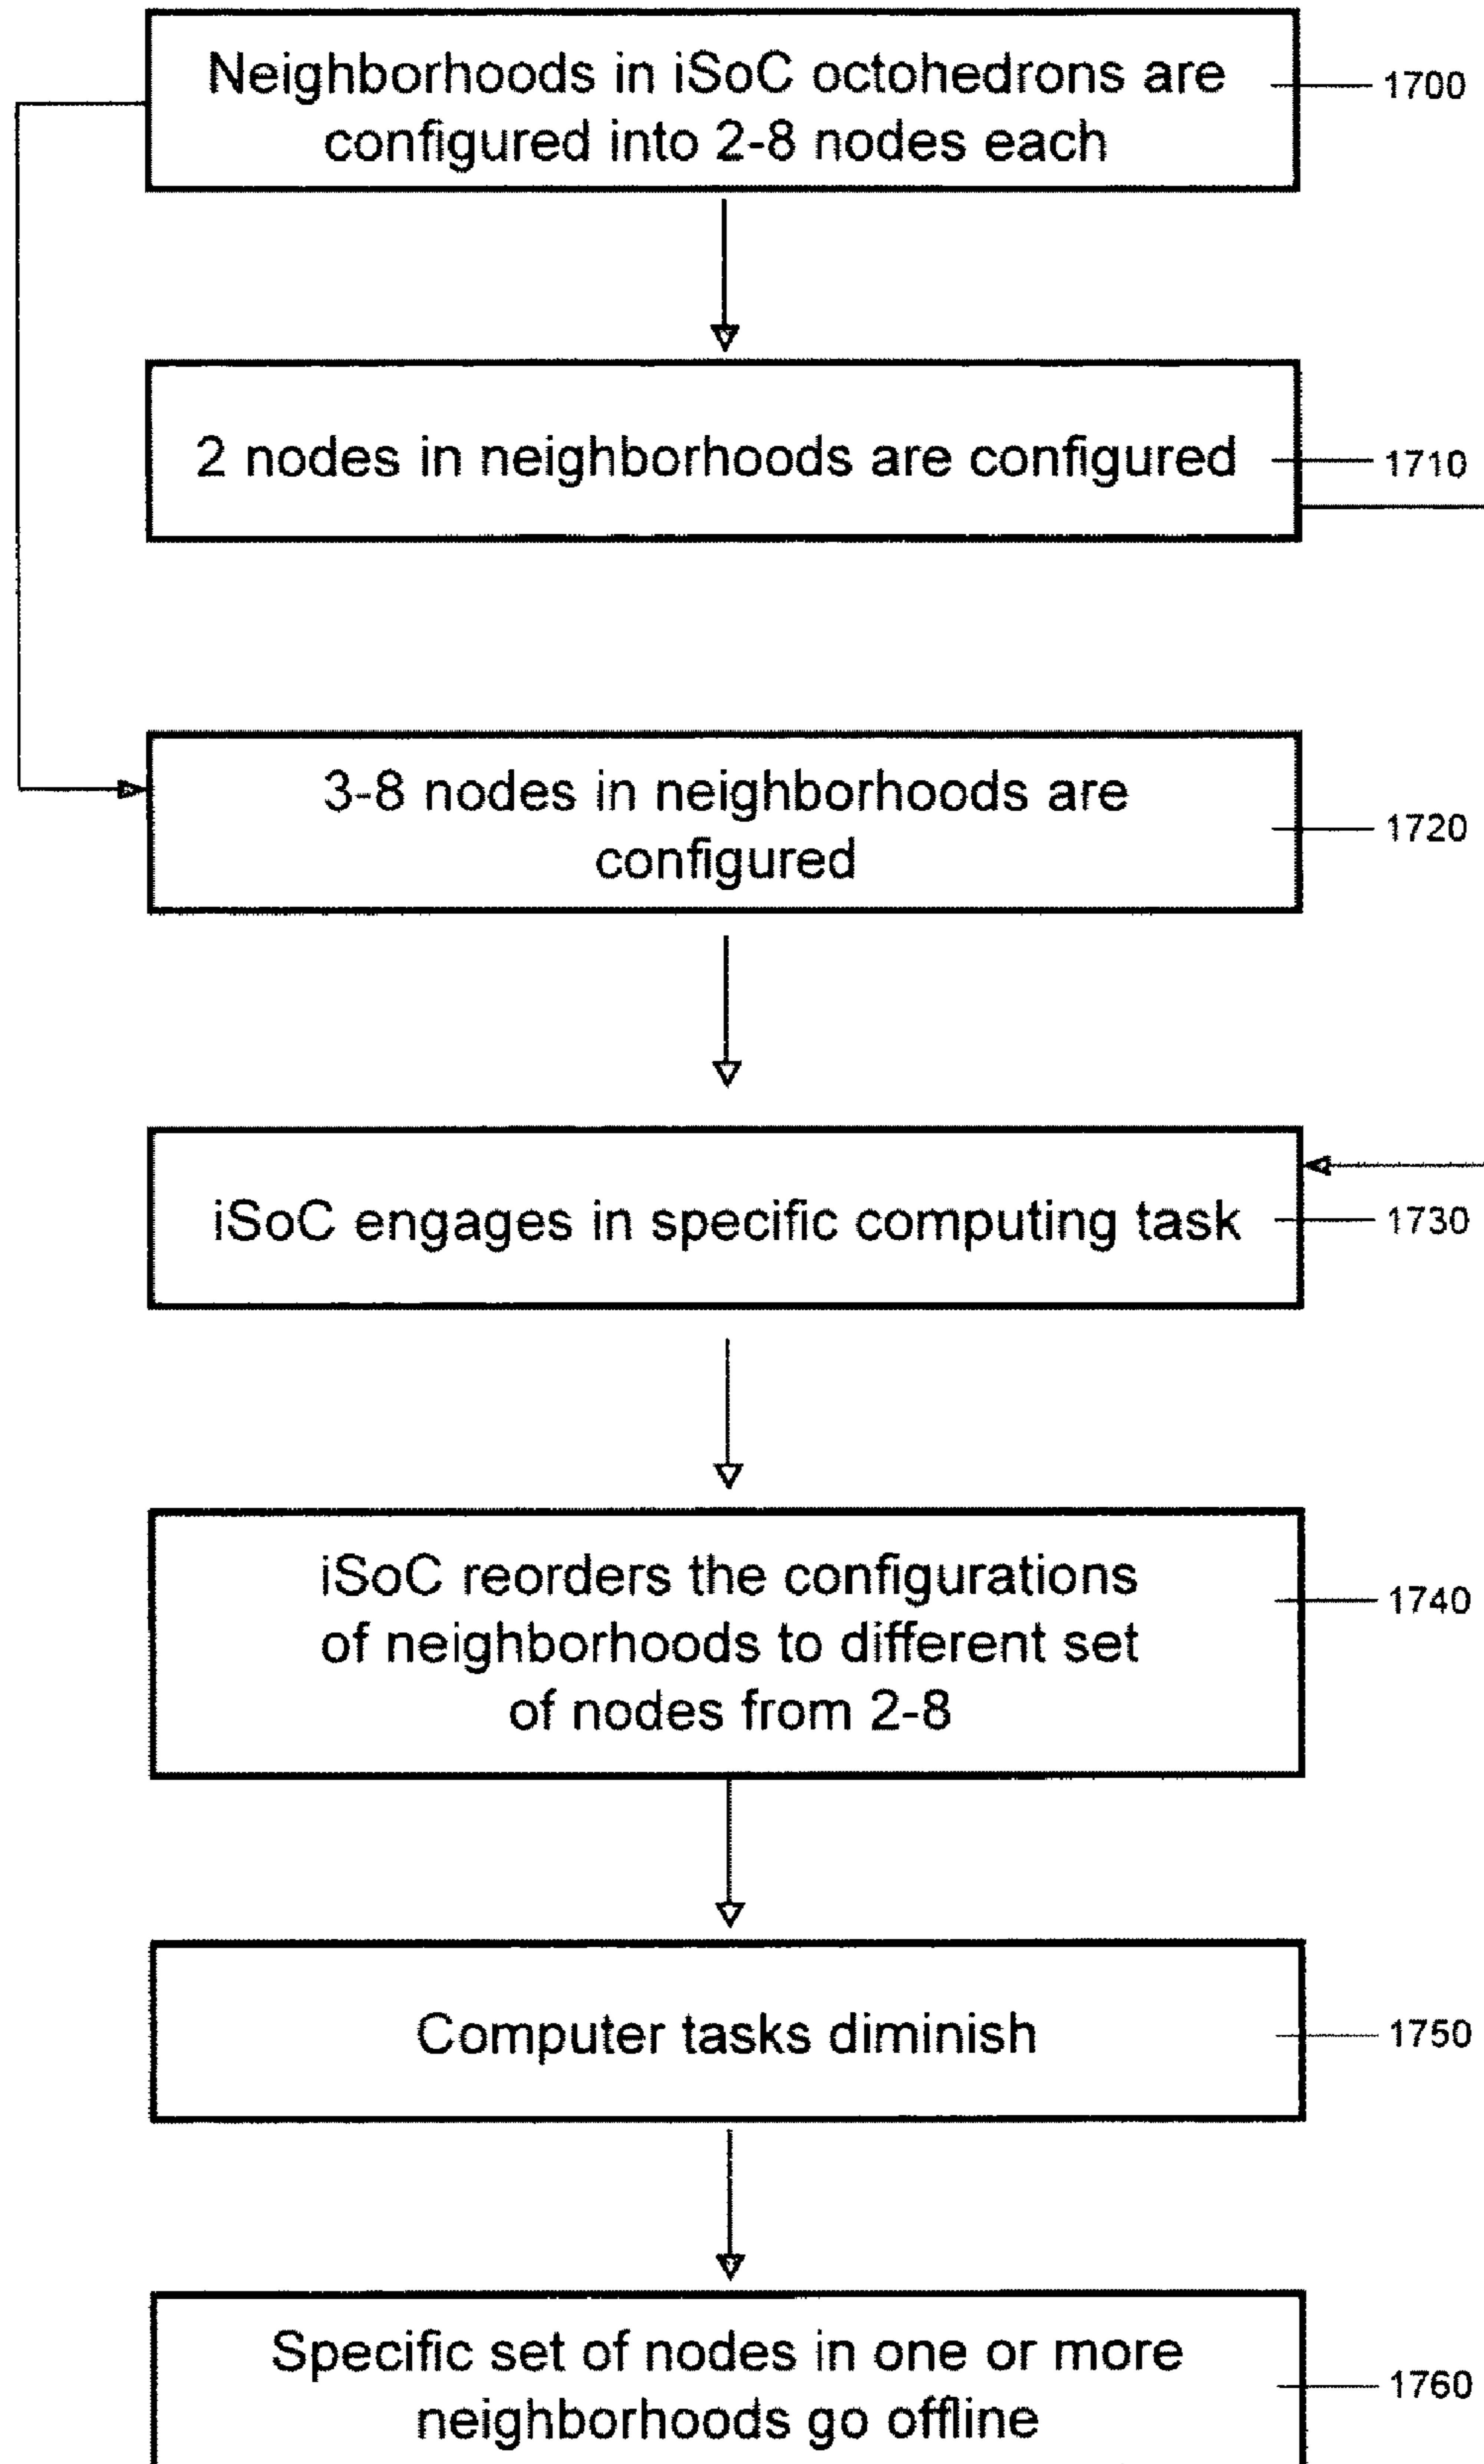 Neighborhoods in iSoC octohedrons are
configured into 2-8 nodes each
1700
2 nodes in neighborhoods are configured
1710
3-8 nodes in neighborhoods are
configured
1720
iSoC engages in specific computing task
1730
iSoC reorders the configurations
of neighborhoods to different set
of nodes from 2-8
1740
Computer tasks diminish
1750
Specific set of nodes in one or more
neighborhoods go offline
1760